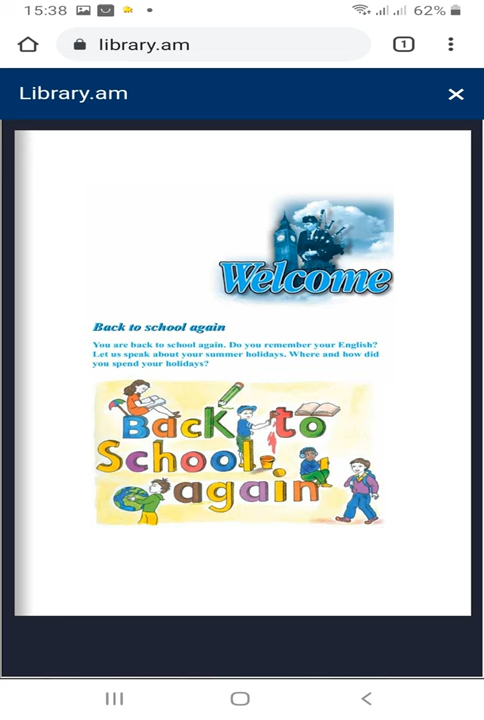 15:38 62%
library.am 1
Library.am
Welcome
Back to school again
You are back to school again. Do you remember your English?
Let us speak about your summer holidays. Where and how did
you spend your holidays?
Back to
School
again